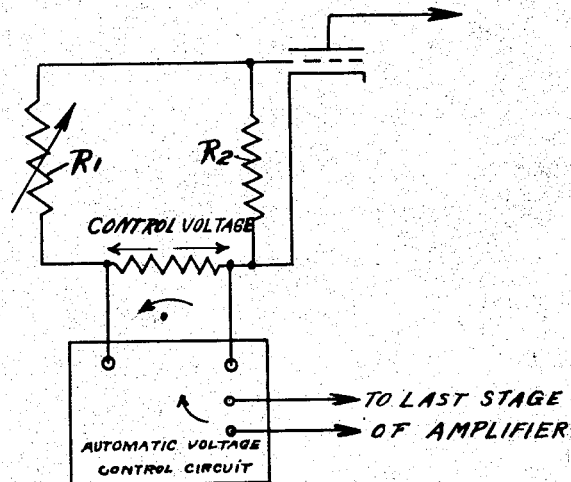 R1
R2
CONTROL VOLTAGE
TO LAST STAGE
OF AMPLIFIER
AUTOMATIC VOLTAGE
CONTROL CIRCUIT